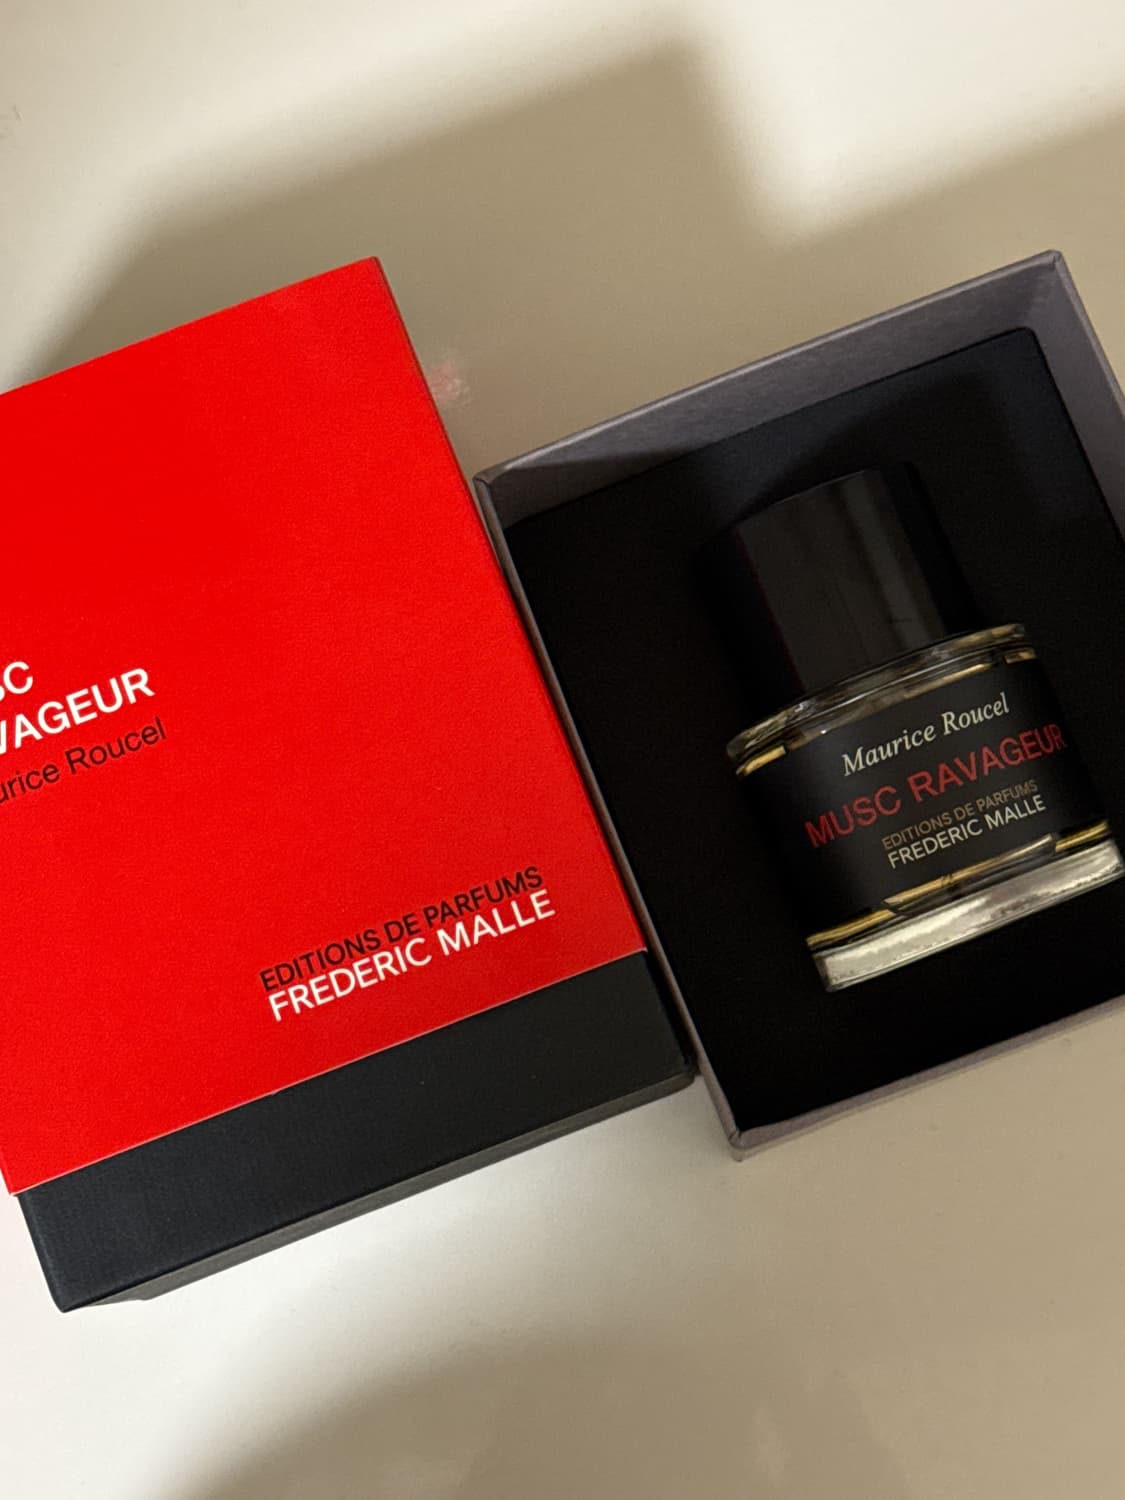 SC
VAGEUR
urice Roucel
EDITIONS DE PARFUMS
FREDERIC MALLE
Maurice Roucel
MUSC RAVAGEUR
EDITIONS DE PARFUMS
FREDERIC MALLE